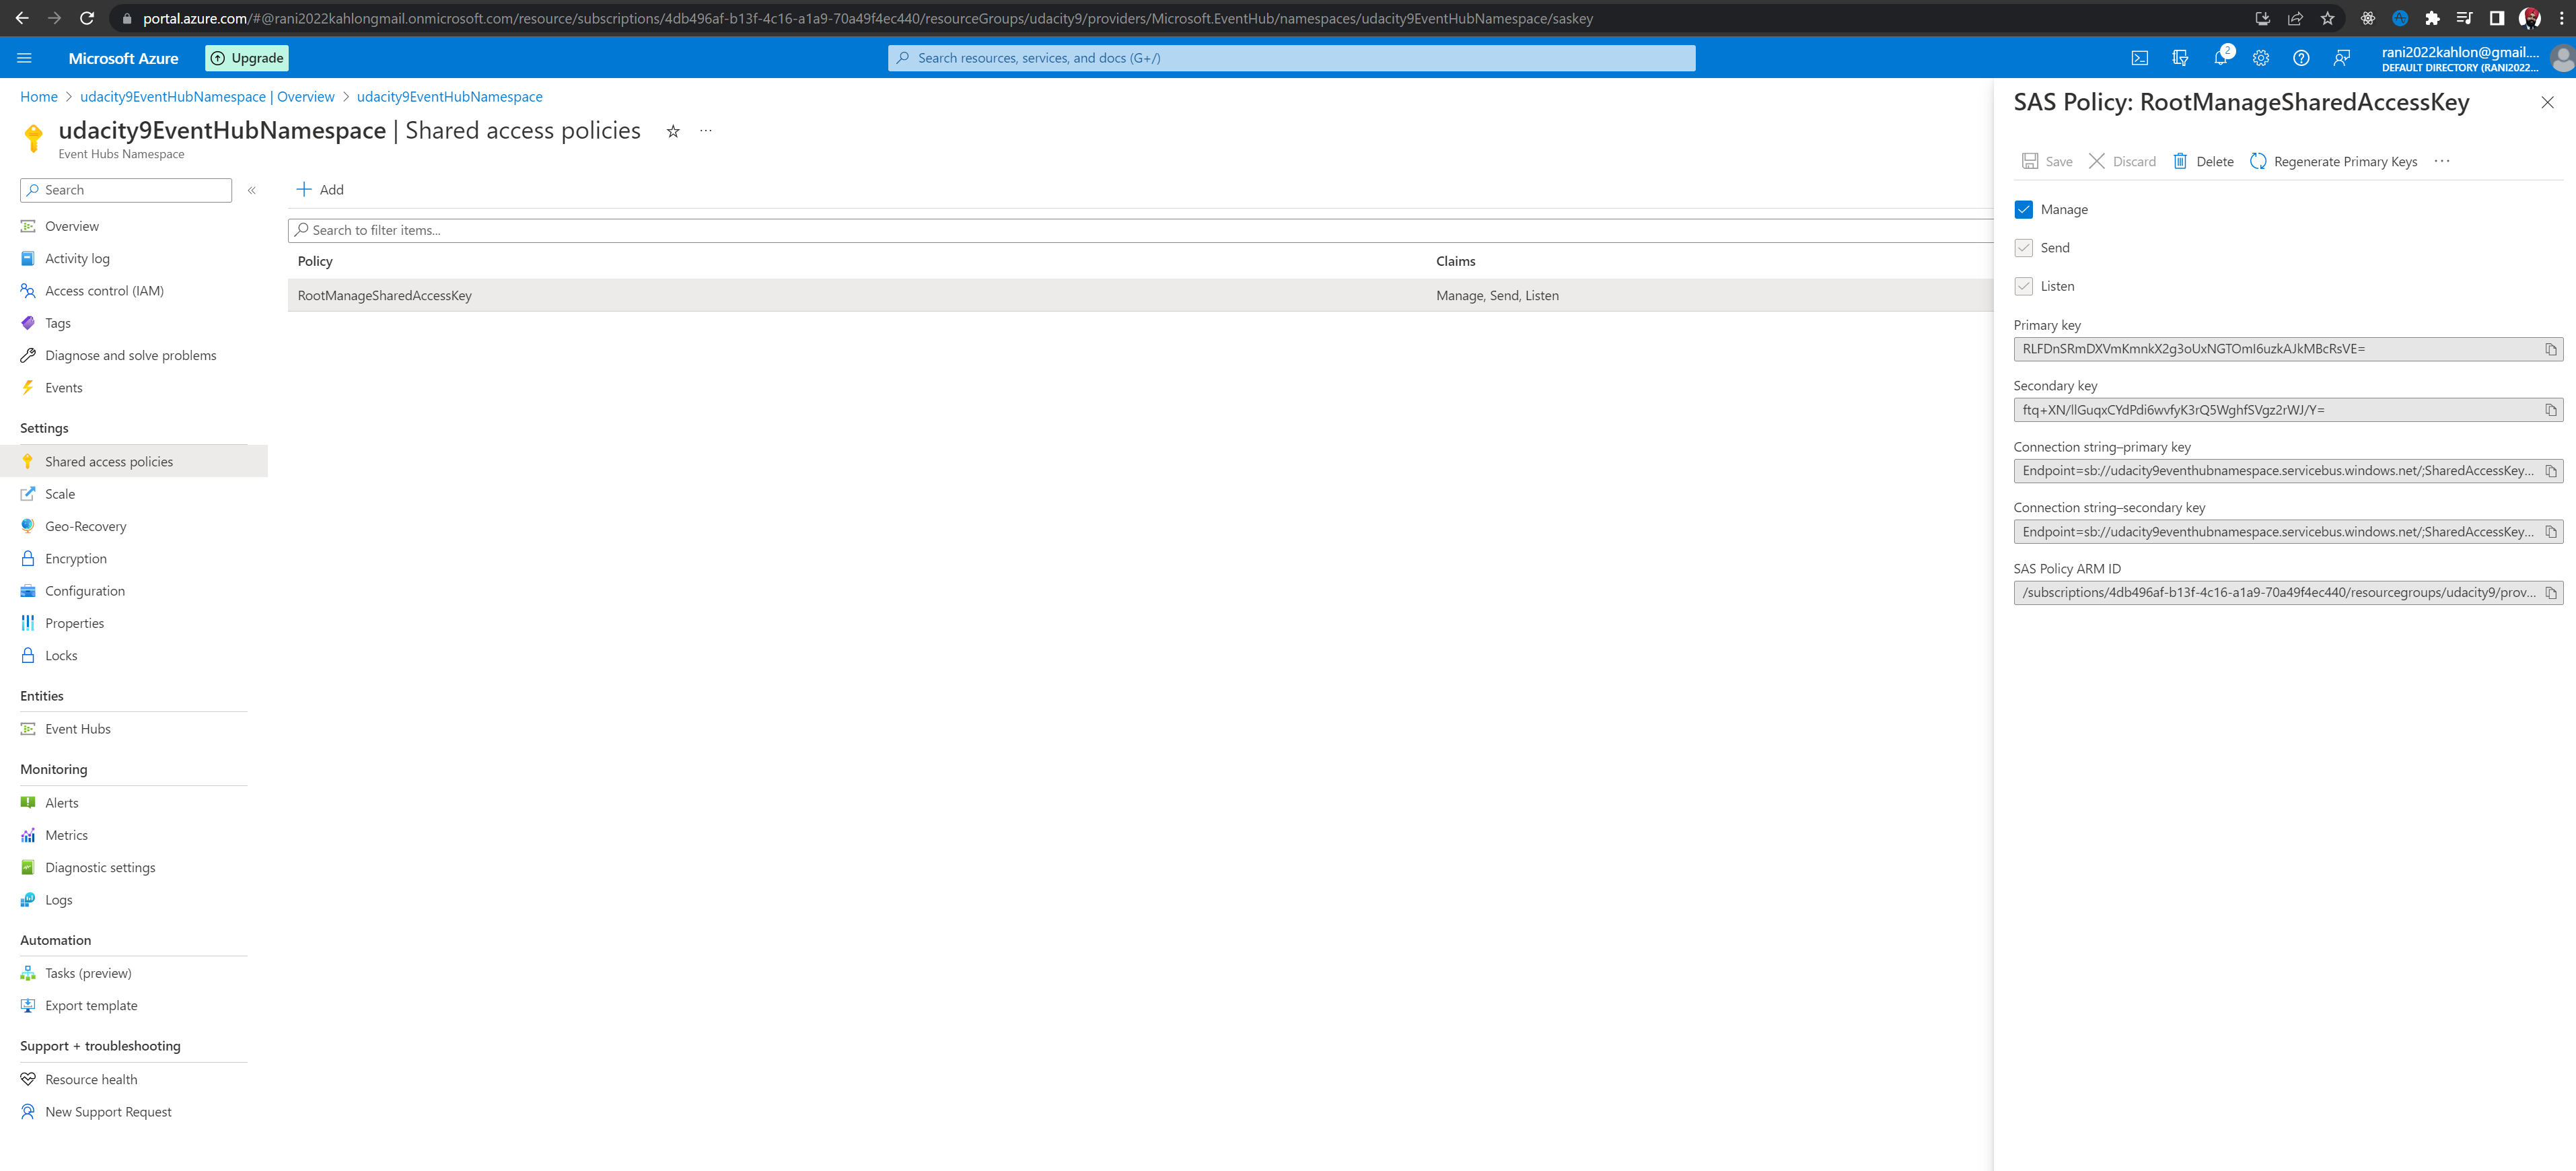 portal.azure.com/#@rani2022kahlongmail.onmicrosoft.com/resource/subscriptions/4db496af-b13f-4c16-a1a9-70a49f4ec440/resourceGroups/udacity9/providers/Microsoft.EventHub/namespaces/udacity9EventHubNamespace/saskey
Microsoft Azure
Upgrade
Search resources, services, and docs (G+/)
2
rani2022kahlon@gmail....
DEFAULT DIRECTORY (RANI2022...
Home > udacity9EventHubNamespace | Overview > udacity9EventHubNamespace
udacity9EventHubNamespace | Shared access policies
Event Hubs Namespace
Search
Overview
Activity log
Access control (IAM)
Tags
Diagnose and solve problems
Events
Settings
Shared access policies
Scale
Geo-Recovery
Encryption
Configuration
Properties
Locks
Entities
Event Hubs
Monitoring
Alerts
Metrics
Diagnostic settings
Logs
Automation
Tasks (preview)
Export template
Support + troubleshooting
Resource health
New Support Request
Add
Search to filter items...
Policy Claims
RootManageSharedAccessKey Manage, Send, Listen
SAS Policy: RootManageSharedAccessKey
Save Discard Delete Regenerate Primary Keys
Manage
Send
Listen
Primary key
Secondary key
Connection string–primary key
Endpoint=sb://udacity9eventhubnamespace.servicebus.windows.net/;SharedAccessKey...
Connection string–secondary key
Endpoint=sb://udacity9eventhubnamespace.servicebus.windows.net/;SharedAccessKey...
SAS Policy ARM ID
/subscriptions/4db496af-b13f-4c16-a1a9-70a49f4ec440/resourcegroups/udacity9/prov...